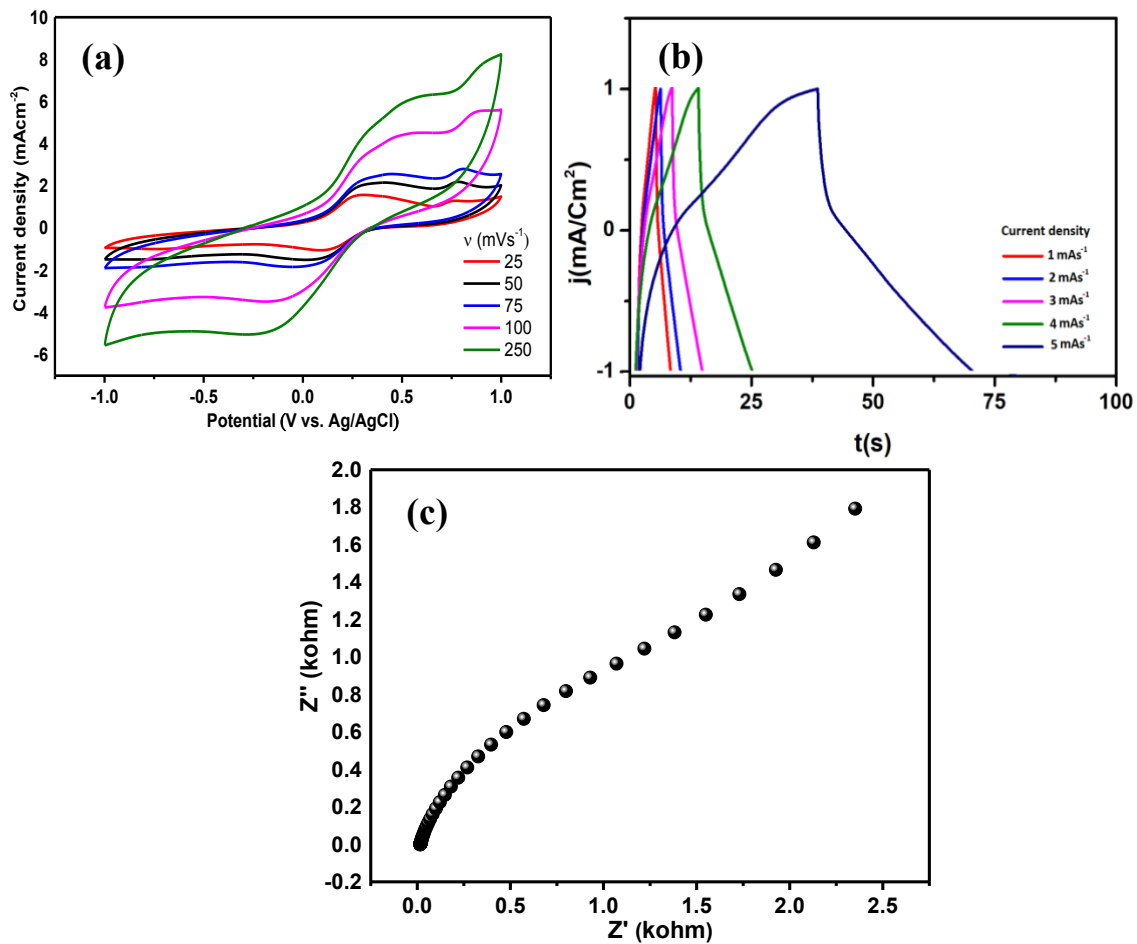 (a)
10
8
6
4
2
0
-2
-4
-6
Current density (mAcm⁻²)
-1.0 -0.5 0.0 0.5 1.0
Potential (V vs. Ag/AgCl)
ν (mVs⁻¹)
25
50
75
100
250
(b)
1
0
-1
j(mA/Cm²)
0 25 50 75 100
t(s)
Current density
1 mAs⁻¹
2 mAs⁻¹
3 mAs⁻¹
4 mAs⁻¹
5 mAs⁻¹
(c)
2.0
1.8
1.6
1.4
1.2
1.0
0.8
0.6
0.4
0.2
0.0
-0.2
Z'' (kohm)
0.0 0.5 1.0 1.5 2.0 2.5
Z' (kohm)